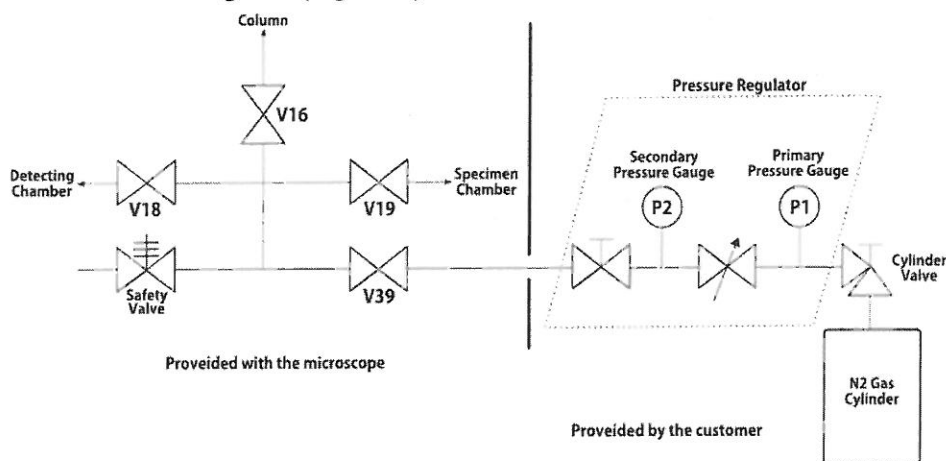 Column
V16
Pressure Regulator
Detecting
Chamber
V18
V19
Specimen
Chamber
Secondary
Pressure Gauge
P2
Primary
Pressure Gauge
P1
Safety
Valve
V39
Cylinder
Valve
Proveided with the microscope
N2 Gas
Cylinder
Proveided by the customer